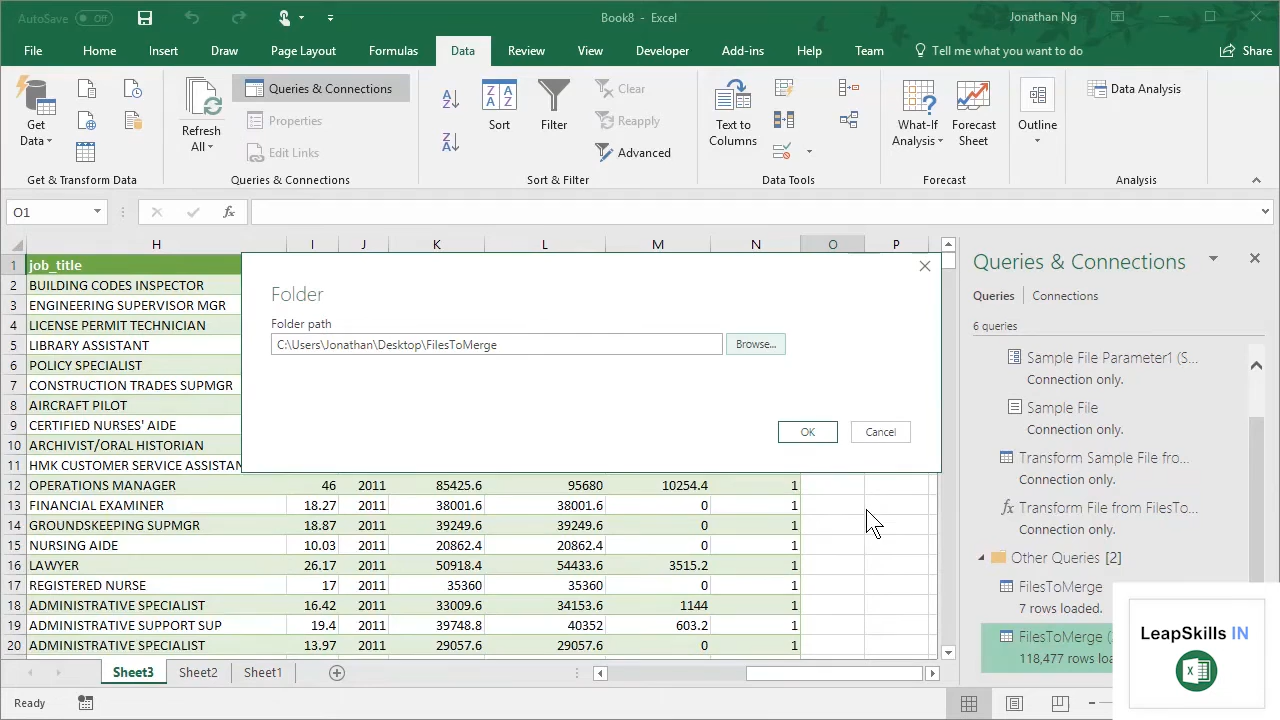 AutoSave Off
Book8 - Excel
Jonathan Ng
File Home Insert Draw Page Layout Formulas Data Review View Developer Add-ins Help Team Tell me what you want to do Share
Get Data
Refresh All
Queries & Connections
Properties
Edit Links
Sort
Filter
Clear
Reapply
Advanced
Text to Columns
What-If Analysis
Forecast Sheet
Outline
Data Analysis
Get & Transform Data Queries & Connections Sort & Filter Data Tools Forecast Analysis
O1 fx
H I J K L M N O P
1 job_title
2 BUILDING CODES INSPECTOR
3 ENGINEERING SUPERVISOR MGR
4 LICENSE PERMIT TECHNICIAN
5 LIBRARY ASSISTANT
6 POLICY SPECIALIST
7 CONSTRUCTION TRADES SUPMGR
8 AIRCRAFT PILOT
9 CERTIFIED NURSES' AIDE
10 ARCHIVIST/ORAL HISTORIAN
11 HMK CUSTOMER SERVICE ASSISTAN
12 OPERATIONS MANAGER 46 2011 85425.6 95680 10254.4 1
13 FINANCIAL EXAMINER 18.27 2011 38001.6 38001.6 0 1
14 GROUNDSKEEPING SUPMGR 18.87 2011 39249.6 39249.6 0 1
15 NURSING AIDE 10.03 2011 20862.4 20862.4 0 1
16 LAWYER 26.17 2011 50918.4 54433.6 3515.2 1
17 REGISTERED NURSE 17 2011 35360 35360 0 1
18 ADMINISTRATIVE SPECIALIST 16.42 2011 33009.6 34153.6 1144 1
19 ADMINISTRATIVE SUPPORT SUP 19.4 2011 39748.8 40352 603.2 1
20 ADMINISTRATIVE SPECIALIST 13.97 2011 29057.6 29057.6 0 1
Folder
Folder path
C:\Users\Jonathan\Desktop\FilesToMerge Browse...
OK Cancel
Queries & Connections
Queries Connections
6 queries
Sample File Parameter1 (S...
Connection only.
Sample File
Connection only.
Transform Sample File fro...
Connection only.
Transform File from FilesTo...
Connection only.
Other Queries [2]
FilesToMerge
7 rows loaded.
FilesToMerge (
118,477 rows loa
LeapSkills IN
Sheet3 Sheet2 Sheet1
Ready